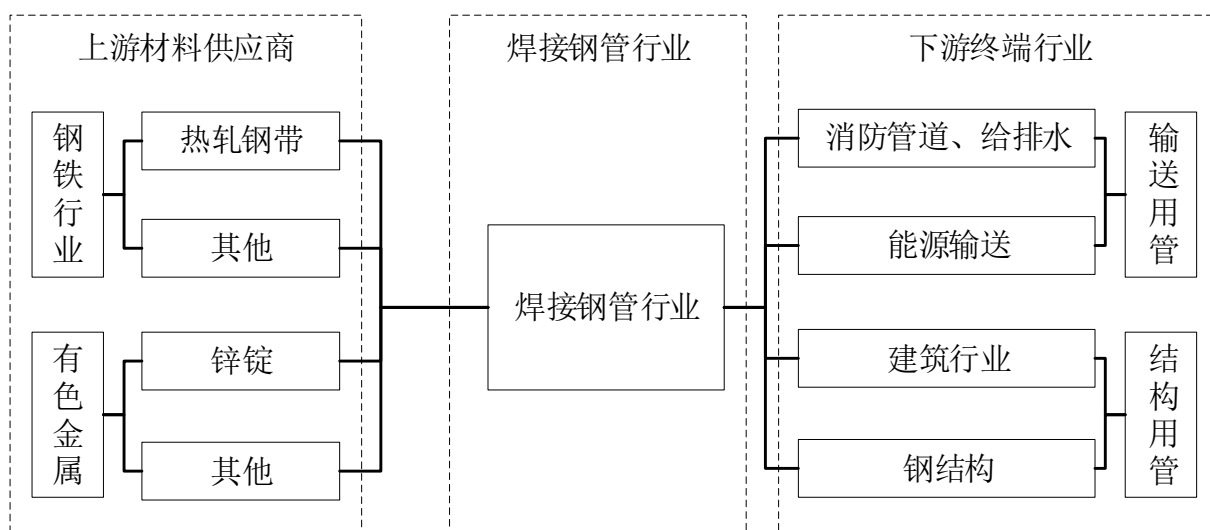 上游材料供应商
焊接钢管行业
下游终端行业
钢铁行业
热轧钢带
其他
有色金属
锌锭
其他
焊接钢管行业
消防管道、给排水
能源输送
输送用管
建筑行业
钢结构
结构用管